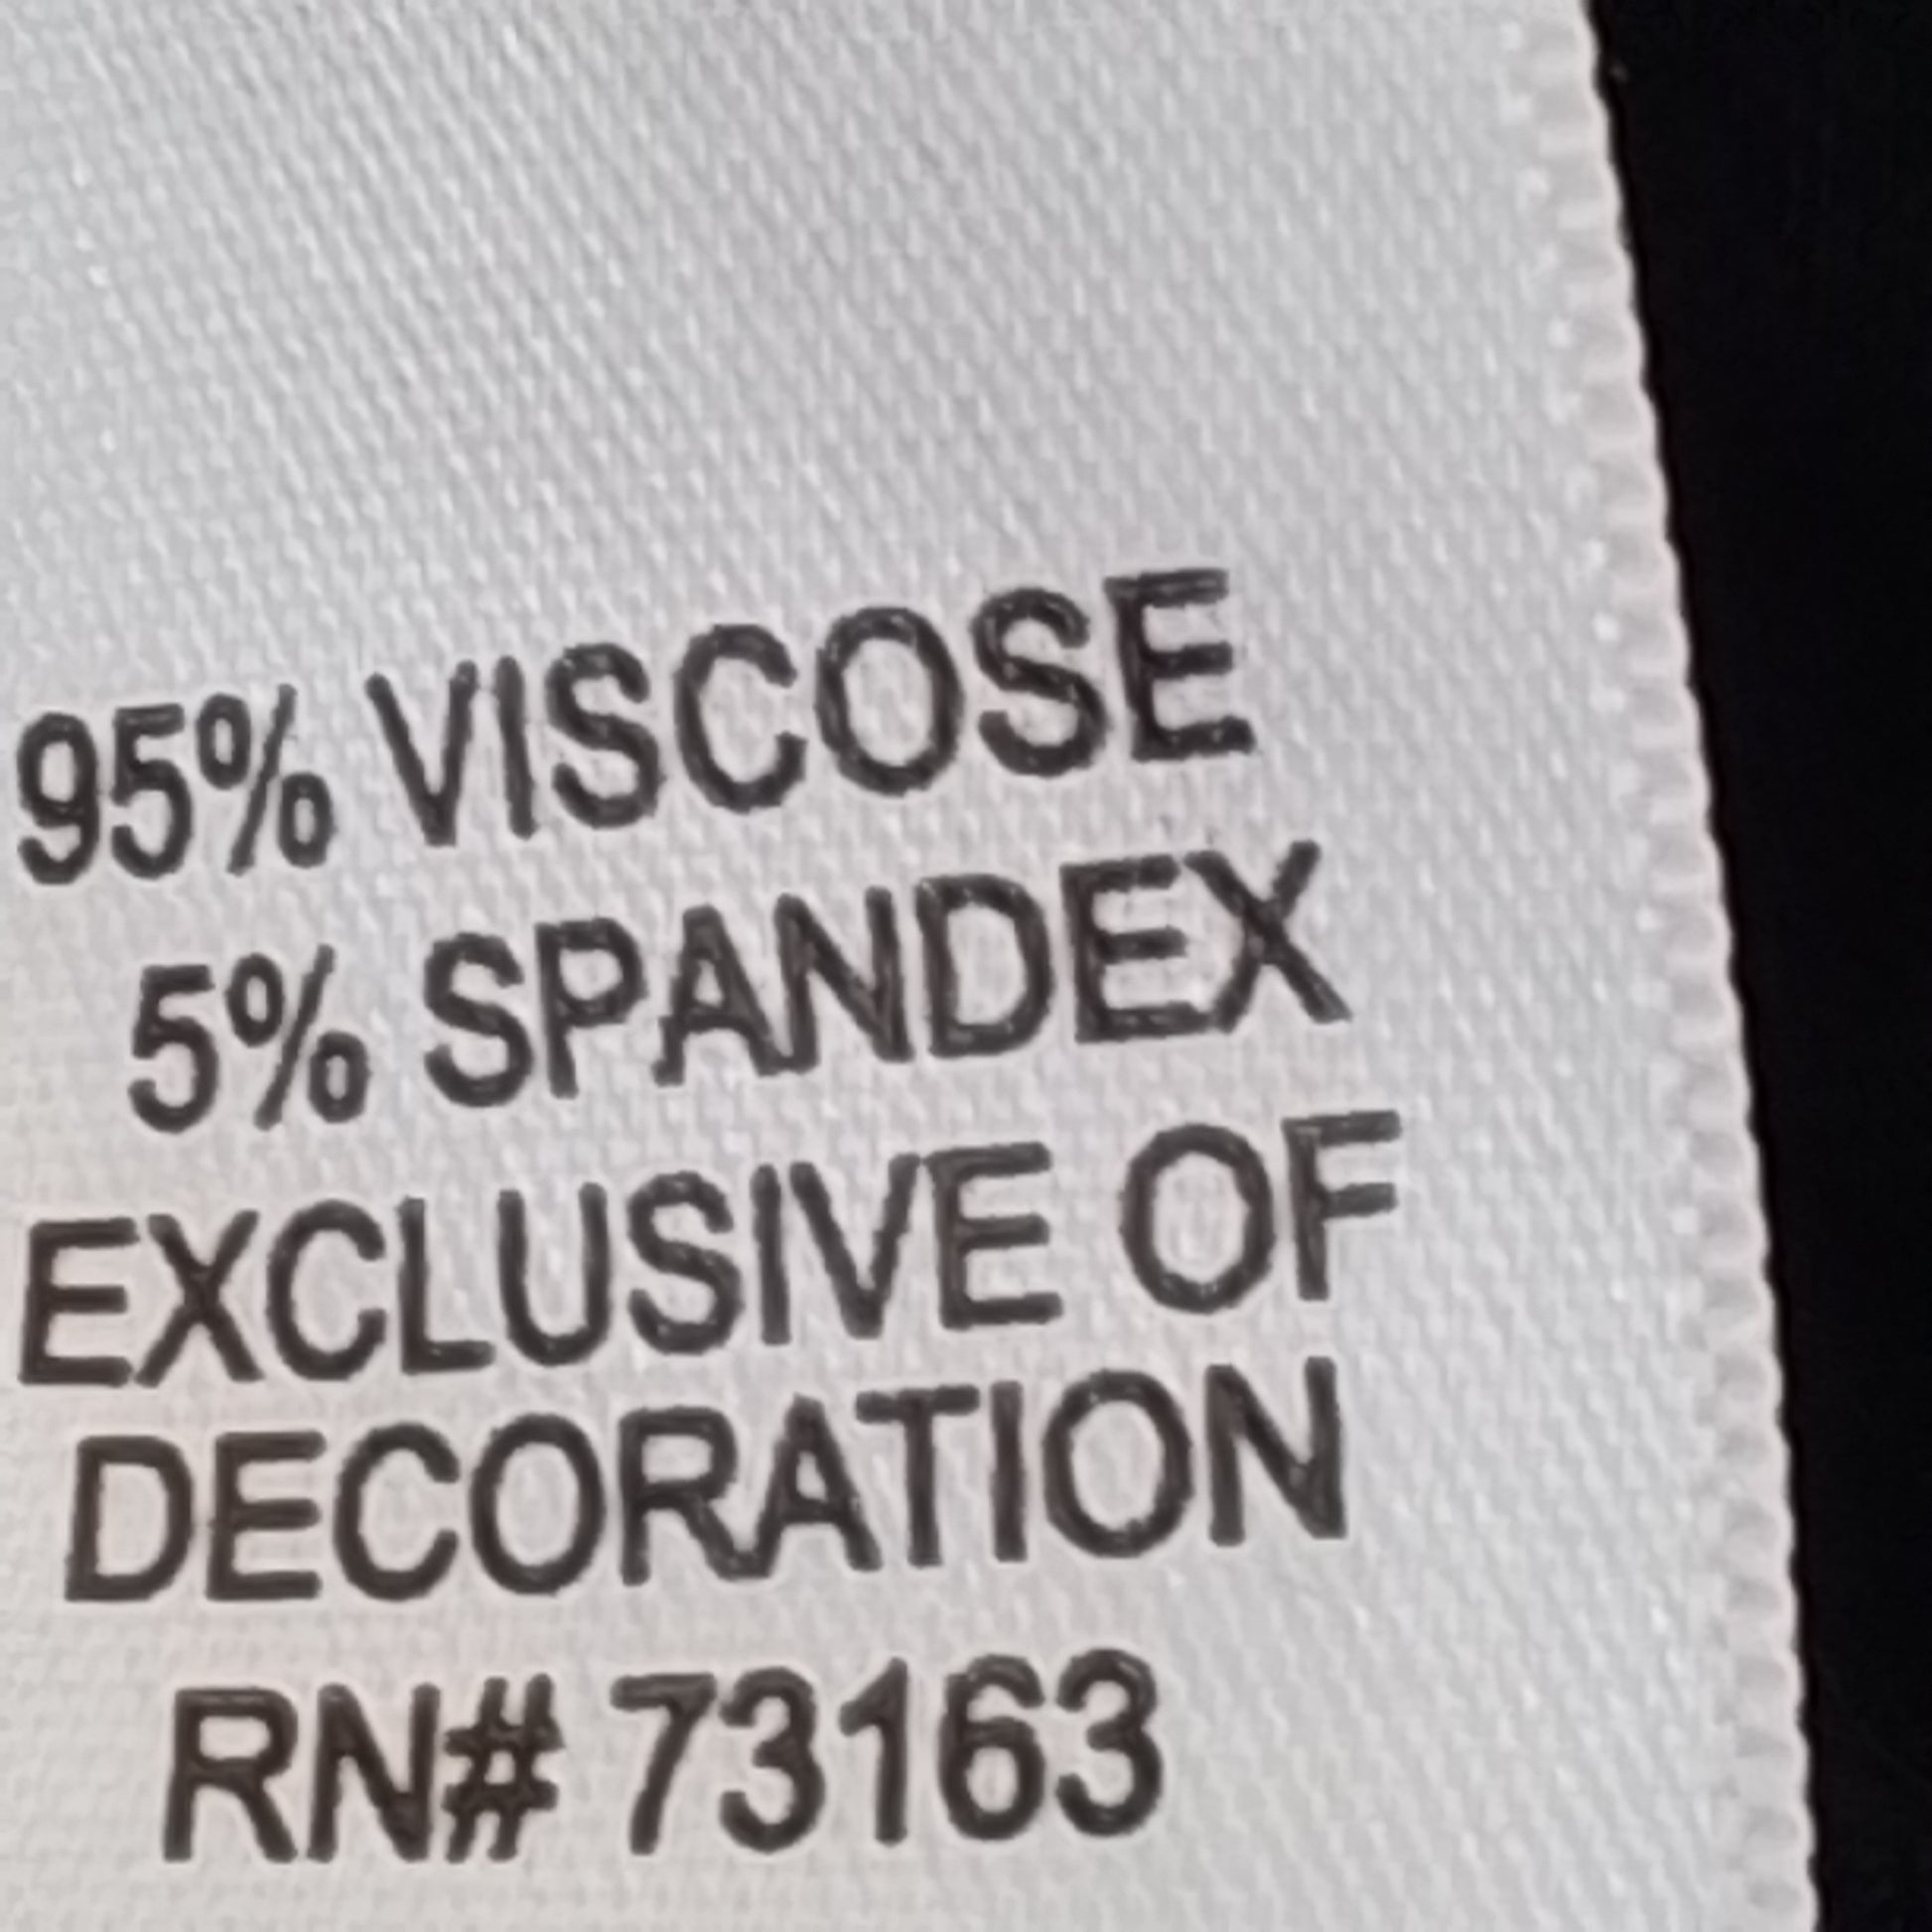 95% VISCOSE
5% SPANDEX
EXCLUSIVE OF
DECORATION
RN# 73163